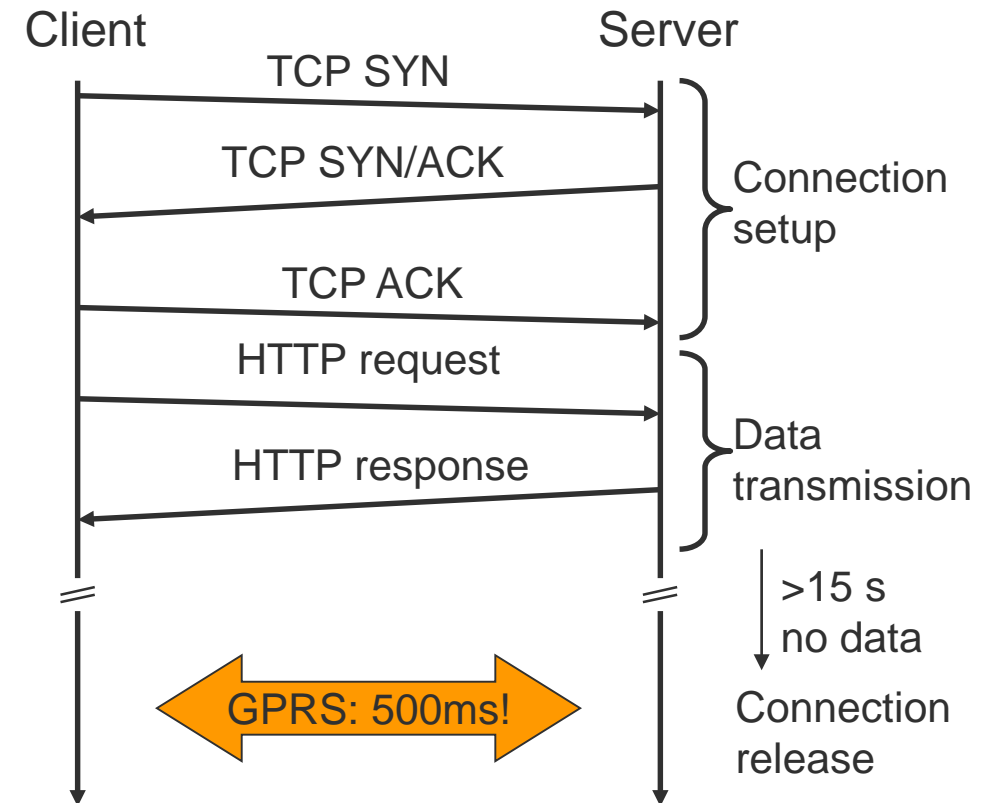 Client
Server
TCP SYN
TCP SYN/ACK
Connection
setup
TCP ACK
HTTP request
HTTP response
Data
transmission
>15 s
no data
GPRS: 500ms!
Connection
release